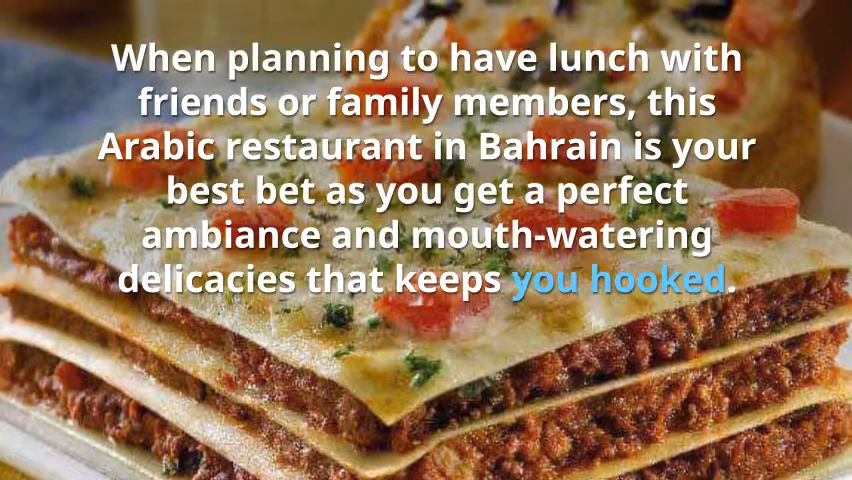 When planning to have lunch with
friends or family members, this
Arabic restaurant in Bahrain is your
best bet as you get a perfect
ambiance and mouth-watering
delicacies that keeps you hooked.